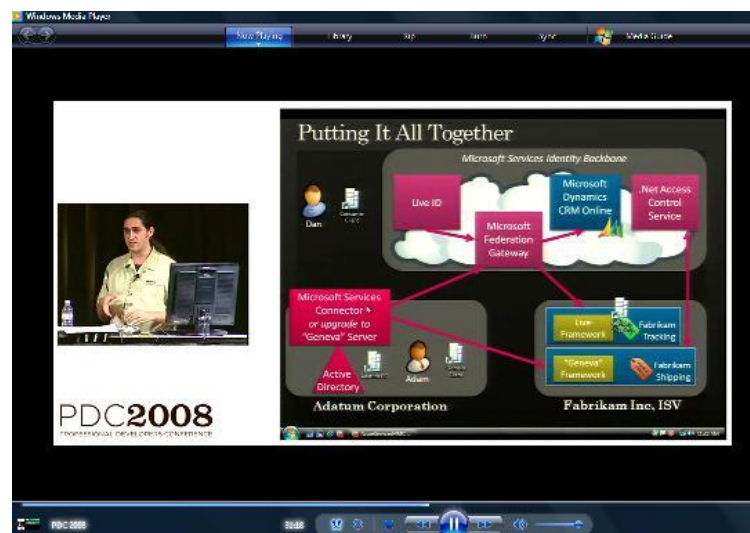 Windows Media Player
Now Playing
Library
Rip
Burn
Sync
Media Guide
Putting It All Together
Microsoft Services Identity Backbone
Dan
Consumer
Client
Live ID
Microsoft
Federation
Gateway
Microsoft
Dynamics
CRM Online
.Net Access
Control
Service
Microsoft Services
Connector
or upgrade to
"Geneva" Server
Active
Directory
Adam
Adatum Corporation
Live
Framework
Fabrikam
Tracking
"Geneva"
Framework
Fabrikam
Shipping
Fabrikam Inc, ISV
PDC2008
PROFESSIONAL DEVELOPERS CONFERENCE
PDC 2008